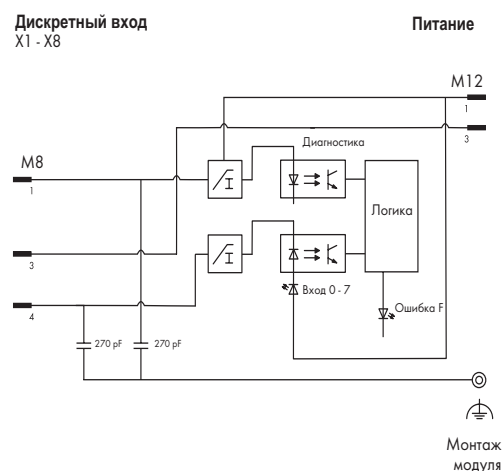 Дискретный вход
X1 - X8
Питание
M12
1
3
Диагностика
M8
1
Логика
3
Вход 0 - 7
4
Ошибка F
270 pF
270 pF
Монтаж
модуля